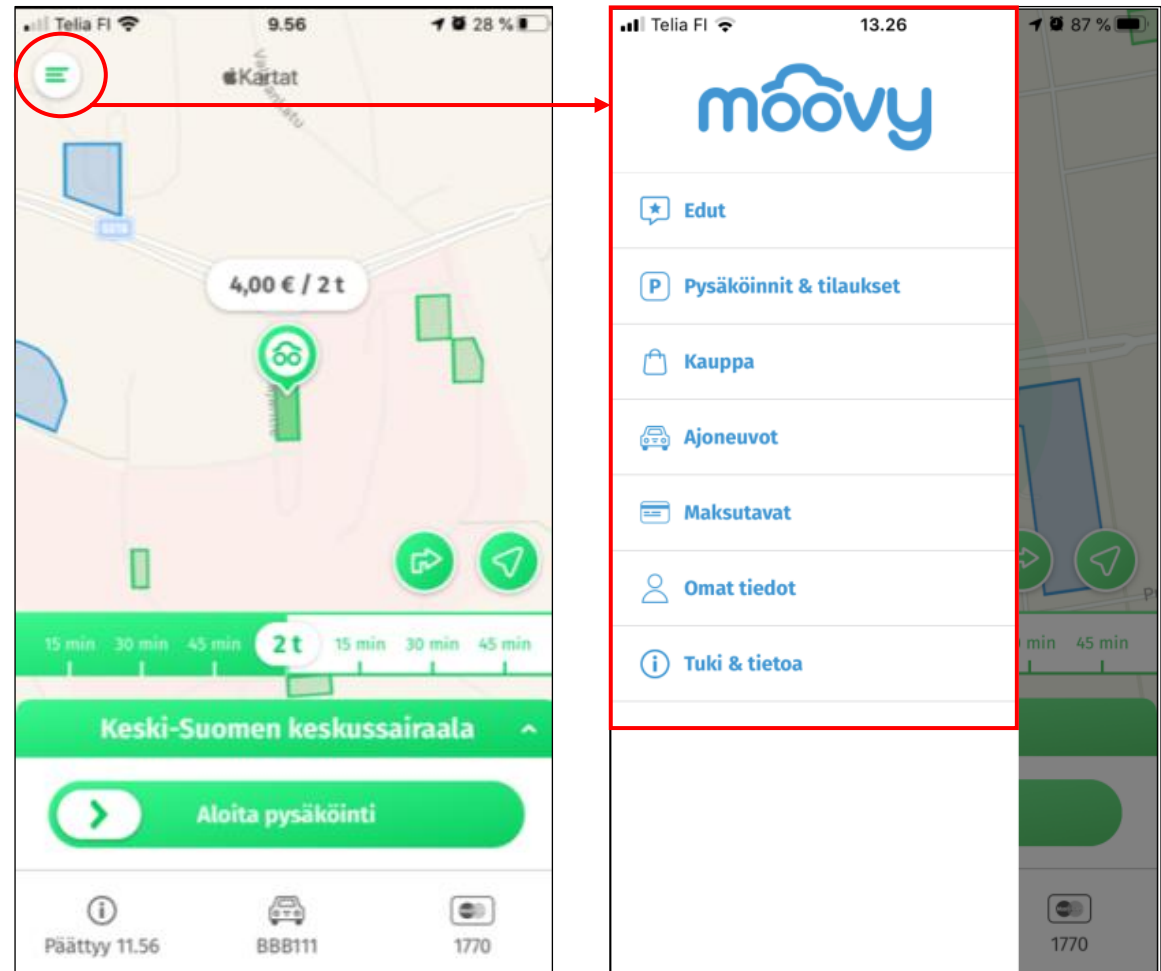 Telia FI 9.56 28 %
Kartat
4,00 € / 2 t
15 min 30 min 45 min 2 t 15 min 30 min 45 min
Keski-Suomen keskussairaala
Aloita pysäköinti
Päättyy 11.56 BBB111 1770
Telia FI 13.26 87 %
moovy
Edut
P Pysäköinnit & tilaukset
Kauppa
Ajoneuvot
Maksutavat
Omat tiedot
Tuki & tietoa
min 45 min
1770